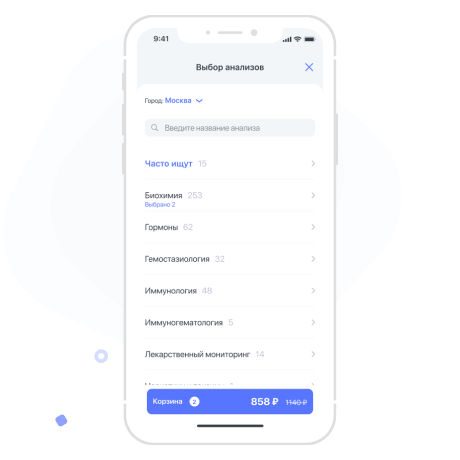 9:41
Выбор анализов
Город: Москва
Введите название анализа
Часто ищут 15
Биохимия 253
Выбрано 2
Гормоны 62
Гемостазиология 32
Иммунология 48
Иммуногематология 5
Лекарственный мониторинг 14
Корзина 2 858 ₽ 1140 ₽